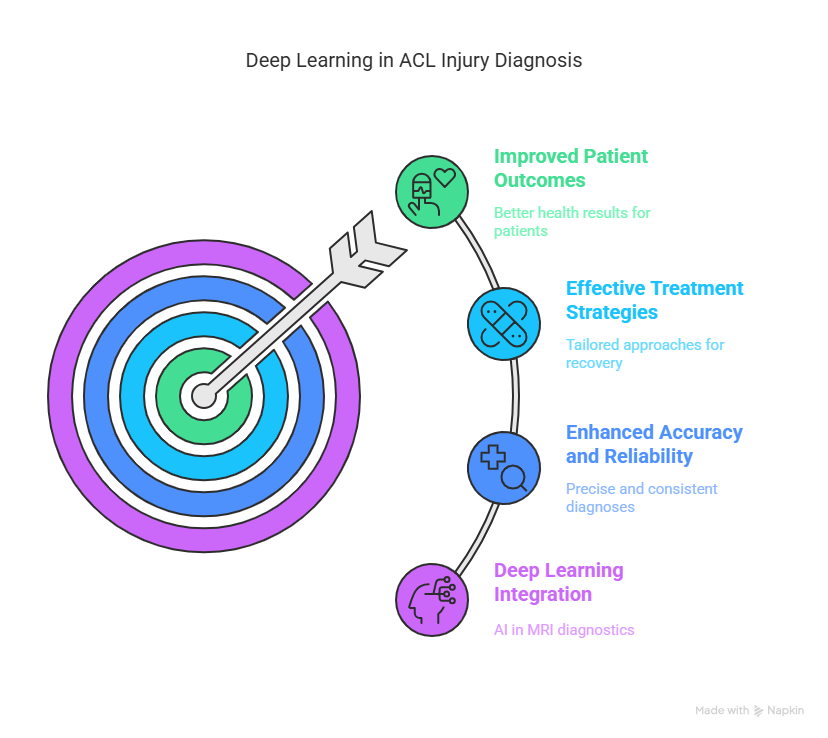 Deep Learning in ACL Injury Diagnosis
Improved Patient
Outcomes
Better health results for
patients
Effective Treatment
Strategies
Tailored approaches for
recovery
Enhanced Accuracy
and Reliability
Precise and consistent
diagnoses
Deep Learning
Integration
AI in MRI diagnostics
Made with Napkin